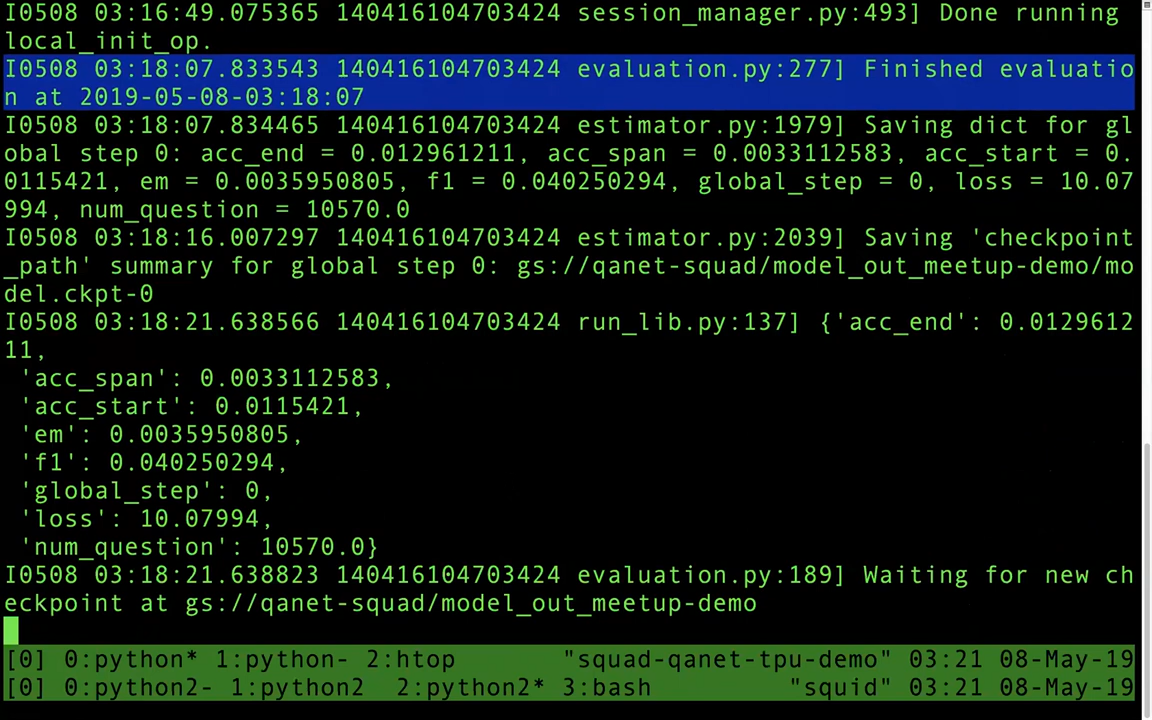 I0508 03:16:49.075365 140416104703424 session_manager.py:493] Done running
local_init_op.
I0508 03:18:07.833543 140416104703424 evaluation.py:277] Finished evaluatio
n at 2019-05-08-03:18:07
I0508 03:18:07.834465 140416104703424 estimator.py:1979] Saving dict for gl
obal step 0: acc_end = 0.012961211, acc_span = 0.0033112583, acc_start = 0.
0115421, em = 0.0035950805, f1 = 0.040250294, global_step = 0, loss = 10.07
994, num_question = 10570.0
I0508 03:18:16.007297 140416104703424 estimator.py:2039] Saving 'checkpoint
_path' summary for global step 0: gs://qanet-squad/model_out_meetup-demo/mo
del.ckpt-0
I0508 03:18:21.638566 140416104703424 run_lib.py:137] {'acc_end': 0.0129612
11,
'acc_span': 0.0033112583,
'acc_start': 0.0115421,
'em': 0.0035950805,
'f1': 0.040250294,
'global_step': 0,
'loss': 10.07994,
'num_question': 10570.0}
I0508 03:18:21.638823 140416104703424 evaluation.py:189] Waiting for new ch
eckpoint at gs://qanet-squad/model_out_meetup-demo
[0] 0:python* 1:python- 2:htop "squad-qanet-tpu-demo" 03:21 08-May-19
[0] 0:python2- 1:python2 2:python2* 3:bash "squid" 03:21 08-May-19